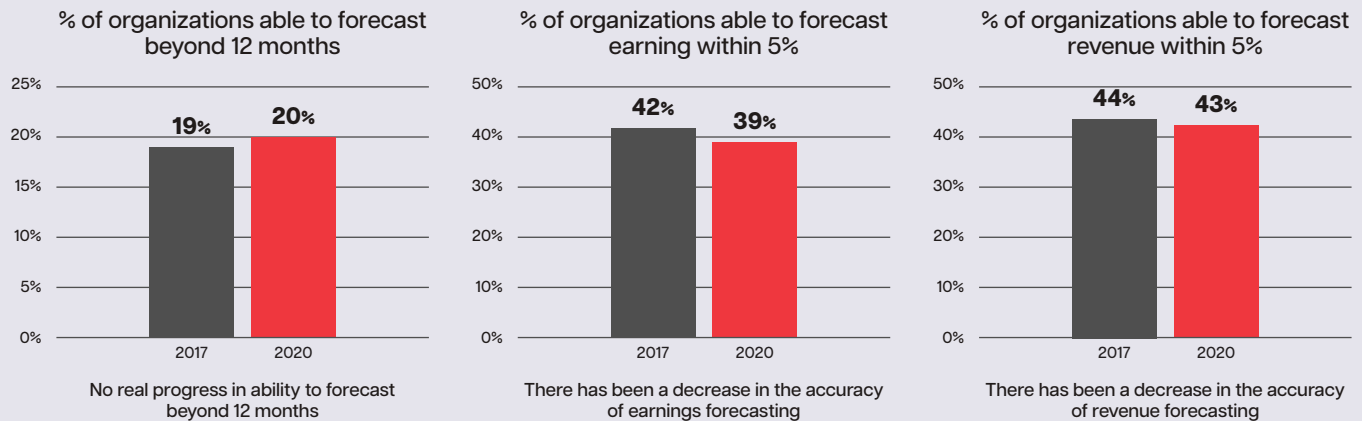 % of organizations able to forecast
beyond 12 months
25%
20%
15%
10%
5%
0%
19%
20%
2017
2020
No real progress in ability to forecast
beyond 12 months
% of organizations able to forecast
earning within 5%
50%
40%
30%
20%
10%
0%
42%
39%
2017
2020
There has been a decrease in the accuracy
of earnings forecasting
% of organizations able to forecast
revenue within 5%
50%
40%
30%
20%
10%
0%
44%
43%
2017
2020
There has been a decrease in the accuracy
of revenue forecasting